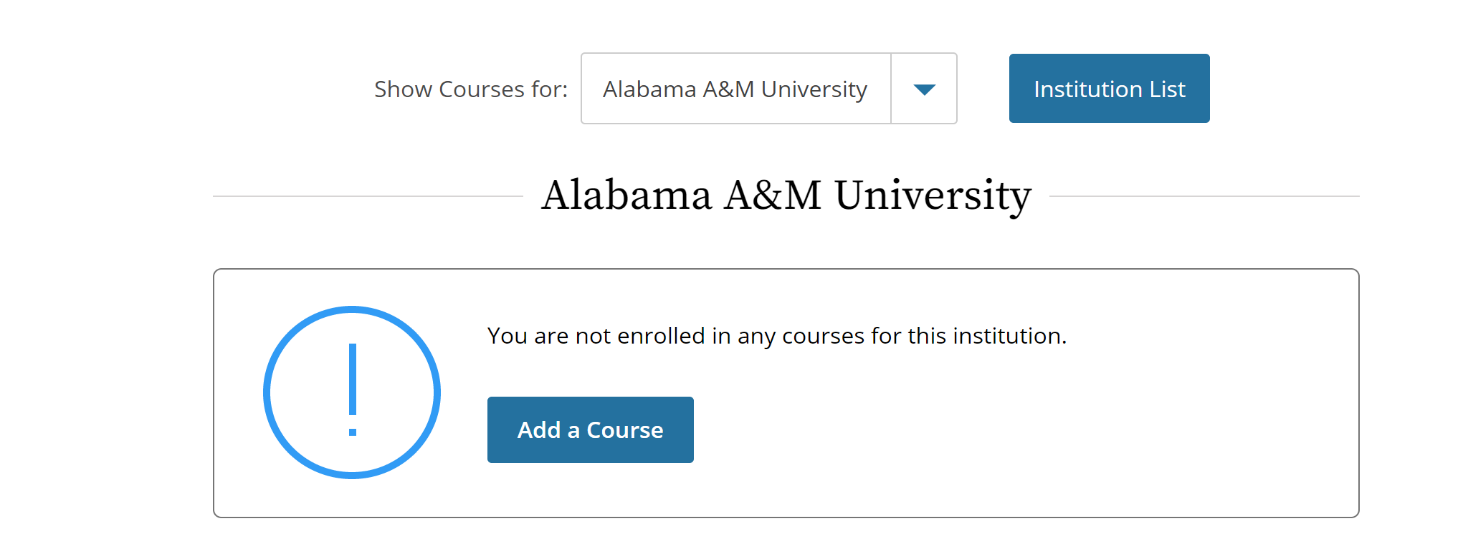 Show Courses for: Alabama A&M University Institution List
Alabama A&M University
You are not enrolled in any courses for this institution.
Add a Course